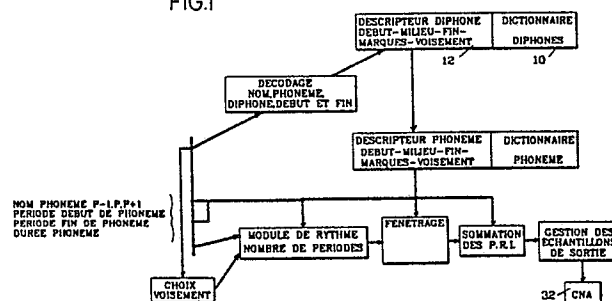 FIG.1
DESCRIPTEUR DIPHONE
DEBUT-MILIEU-FIN-
MARQUES-VOISEMENT
DICTIONNAIRE
DIPHONES
12
10
DECODAGE
NOM, PHONEME,
DIPHONE, DEBUT ET FIN
DESCRIPTEUR PHONEME
DEBUT-MILIEU-FIN-
MARQUES-VOISEMENT
DICTIONNAIRE
PHONEME
NOM PHONEME P-1,P,P+1
PERIODE DEBUT DE PHONEME
PERIODE FIN DE PHONEME
DUREE PHONEME
MODULE DE RYTHME
NOMBRE DE PERIODES
FENETRAGE
SOMMATION
DES P.R.I.
GESTION DES
ECHANTILLONS
DE SORTIE
CHOIX
VOISEMENT
32
CNA